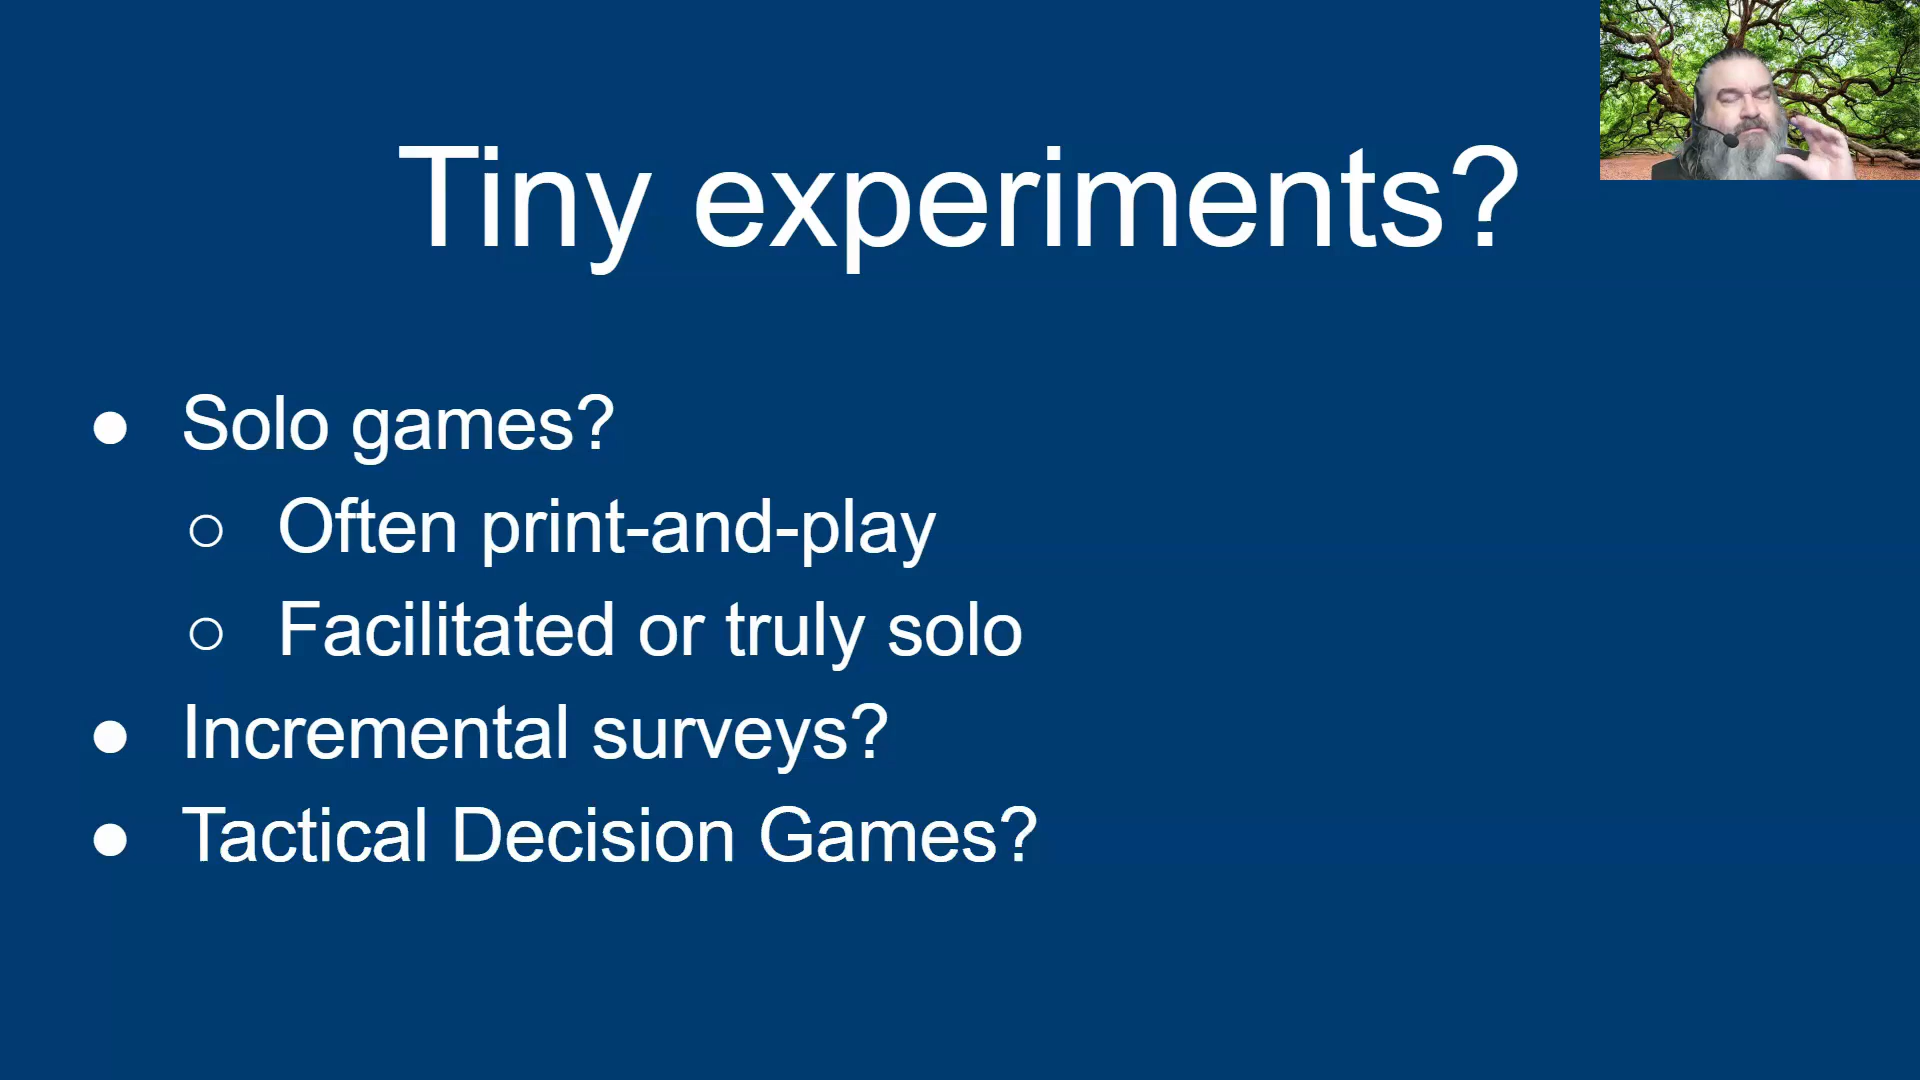 Tiny experiments?
● Solo games?
○ Often print-and-play
○ Facilitated or truly solo
● Incremental surveys?
● Tactical Decision Games?